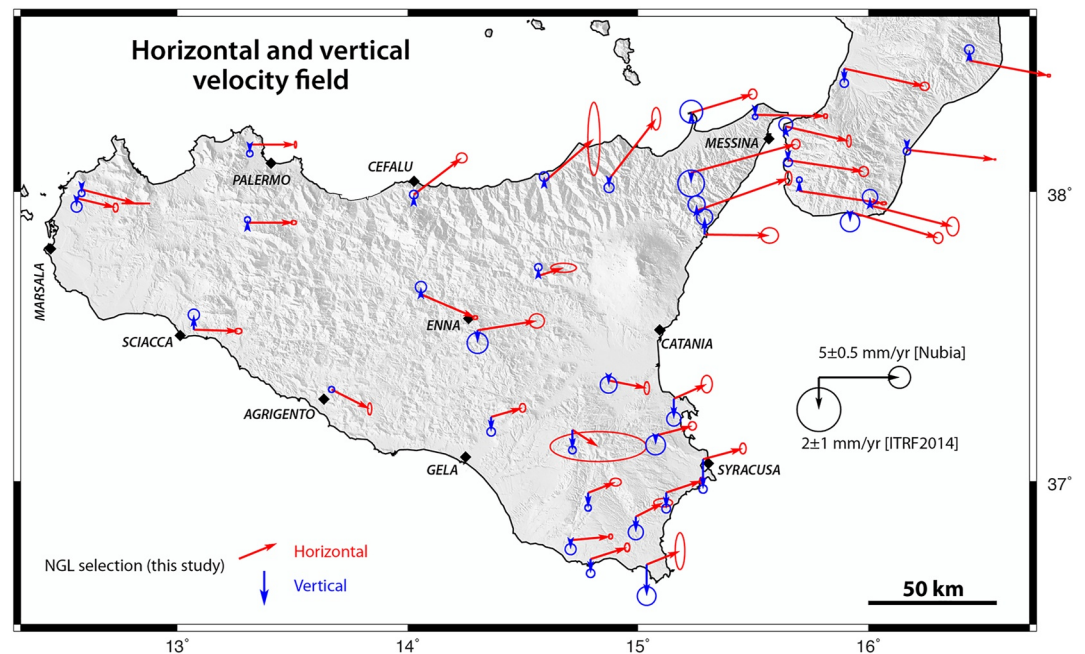 Horizontal and vertical
velocity field
MESSINA
CEFALU
PALERMO
38˚
MARSALA
ENNA
SCIACCA
CATANIA
5±0.5 mm/yr [Nubia]
AGRIGENTO
2±1 mm/yr [ITRF2014]
GELA
SYRACUSA
37˚
Horizontal
NGL selection (this study)
Vertical
50 km
13˚
14˚
15˚
16˚